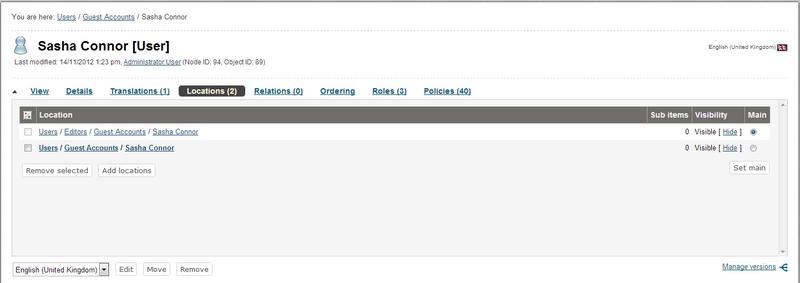 You are here: Users / Guest Accounts / Sasha Connor
Sasha Connor [User]
English (United Kingdom)
Last modified: 14/11/2012 1:23 pm, Administrator User (Node ID: 94, Object ID: 89)
View Details Translations (1) Locations (2) Relations (0) Ordering Roles (3) Policies (40)
Location Sub items Visibility Main
Users / Editors / Guest Accounts / Sasha Connor 0 Visible [ Hide ]
Users / Guest Accounts / Sasha Connor 0 Visible [ Hide ]
Remove selected Add locations Set main
English (United Kingdom) Edit Move Remove Manage versions